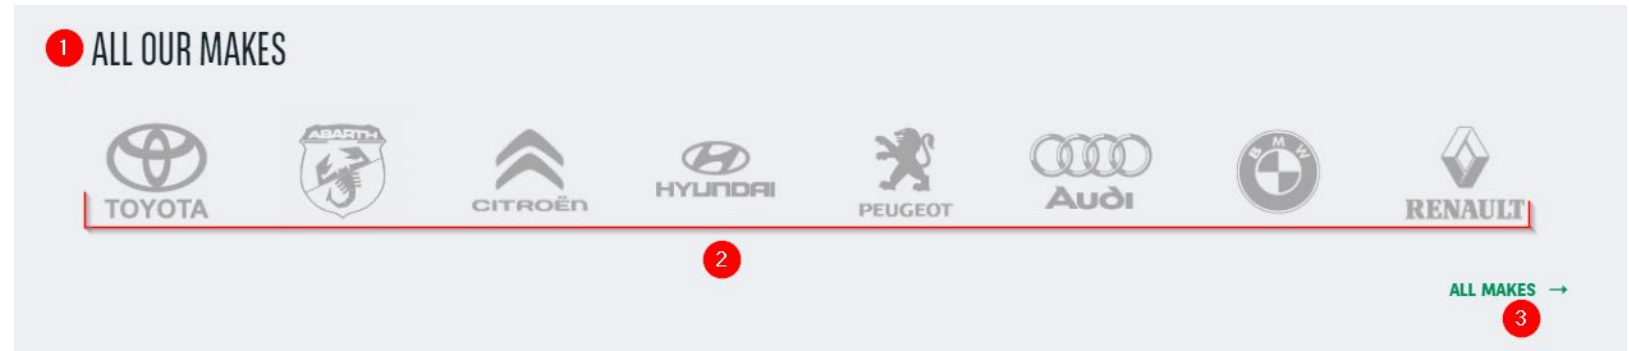 1 ALL OUR MAKES
TOYOTA
ABARTH
CITROËN
HYUNDAI
PEUGEOT
Audi
BMW
RENAULT
2
ALL MAKES →
3